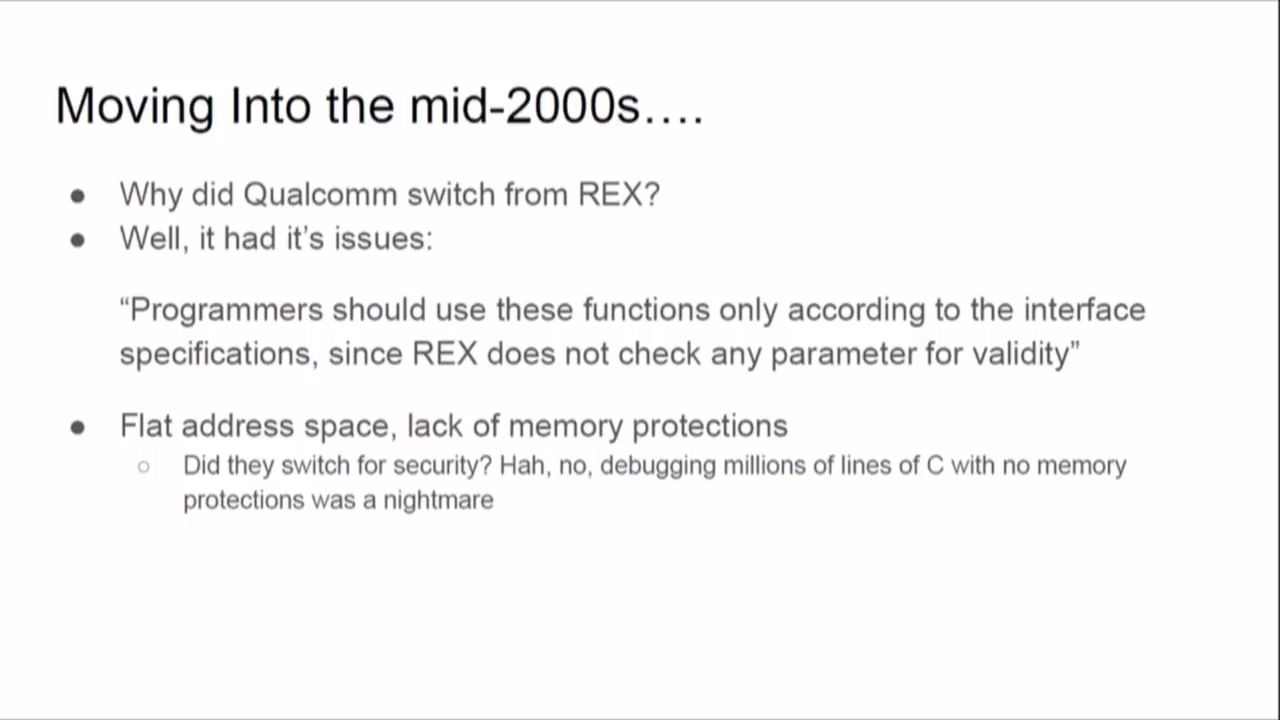 Moving Into the mid-2000s....
● Why did Qualcomm switch from REX?
● Well, it had it’s issues:
“Programmers should use these functions only according to the interface
specifications, since REX does not check any parameter for validity”
● Flat address space, lack of memory protections
○ Did they switch for security? Hah, no, debugging millions of lines of C with no memory
protections was a nightmare